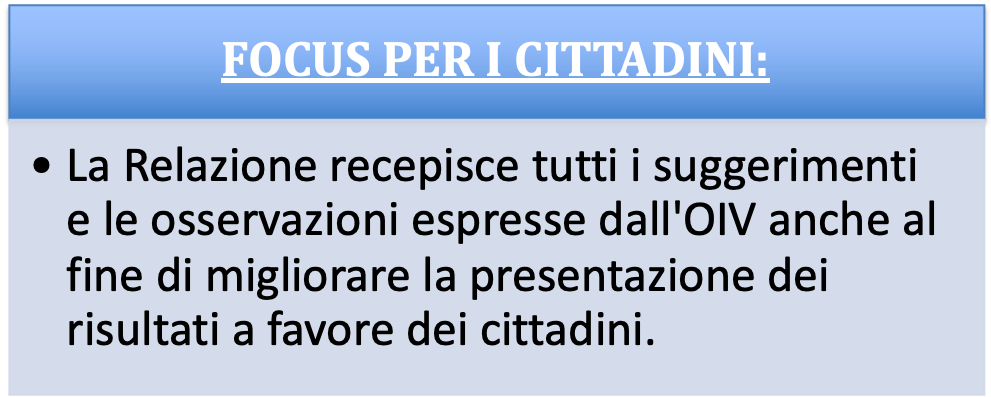 FOCUS PER I CITTADINI:
• La Relazione recepisce tutti i suggerimenti
e le osservazioni espresse dall'OIV anche al
fine di migliorare la presentazione dei
risultati a favore dei cittadini.